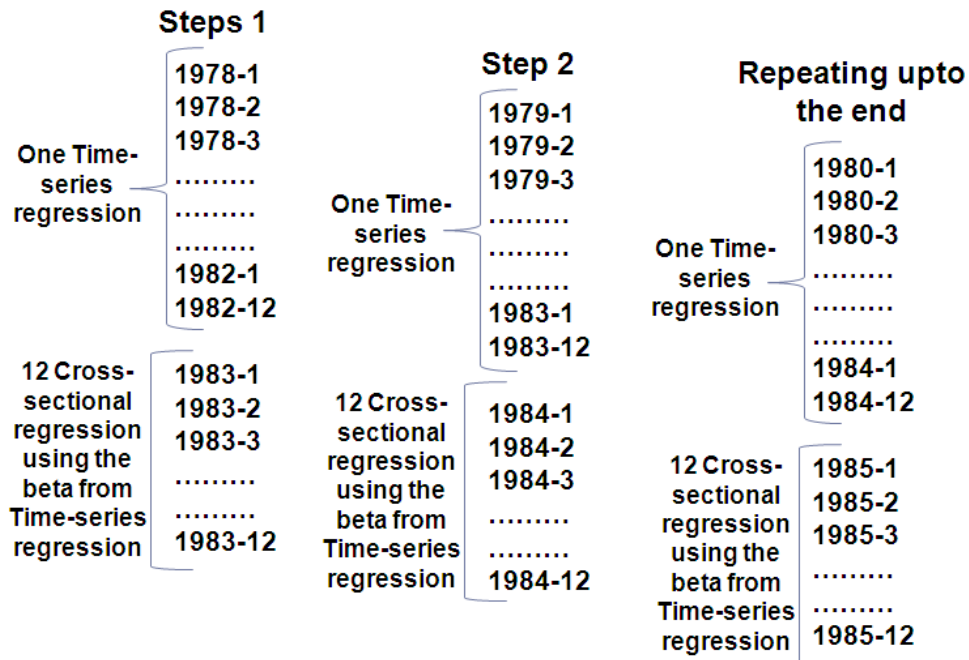 Steps 1
One Time-
series
regression
1978-1
1978-2
1978-3
.........
.........
.........
1982-1
1982-12
12 Cross-
sectional
regression
using the
beta from
Time-series
regression
1983-1
1983-2
1983-3
.........
.........
1983-12
Step 2
One Time-
series
regression
1979-1
1979-2
1979-3
.........
.........
.........
1983-1
1983-12
12 Cross-
sectional
regression
using the
beta from
Time-series
regression
1984-1
1984-2
1984-3
.........
.........
1984-12
Repeating upto
the end
One Time-
series
regression
1980-1
1980-2
1980-3
.........
.........
.........
1984-1
1984-12
12 Cross-
sectional
regression
using the
beta from
Time-series
regression
1985-1
1985-2
1985-3
.........
.........
1985-12